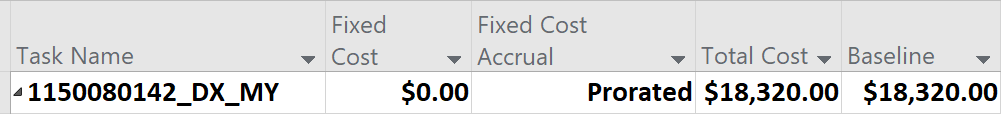 Task Name Fixed Cost Fixed Cost Accrual Total Cost Baseline
1150080142_DX_MY $0.00 Prorated $18,320.00 $18,320.00